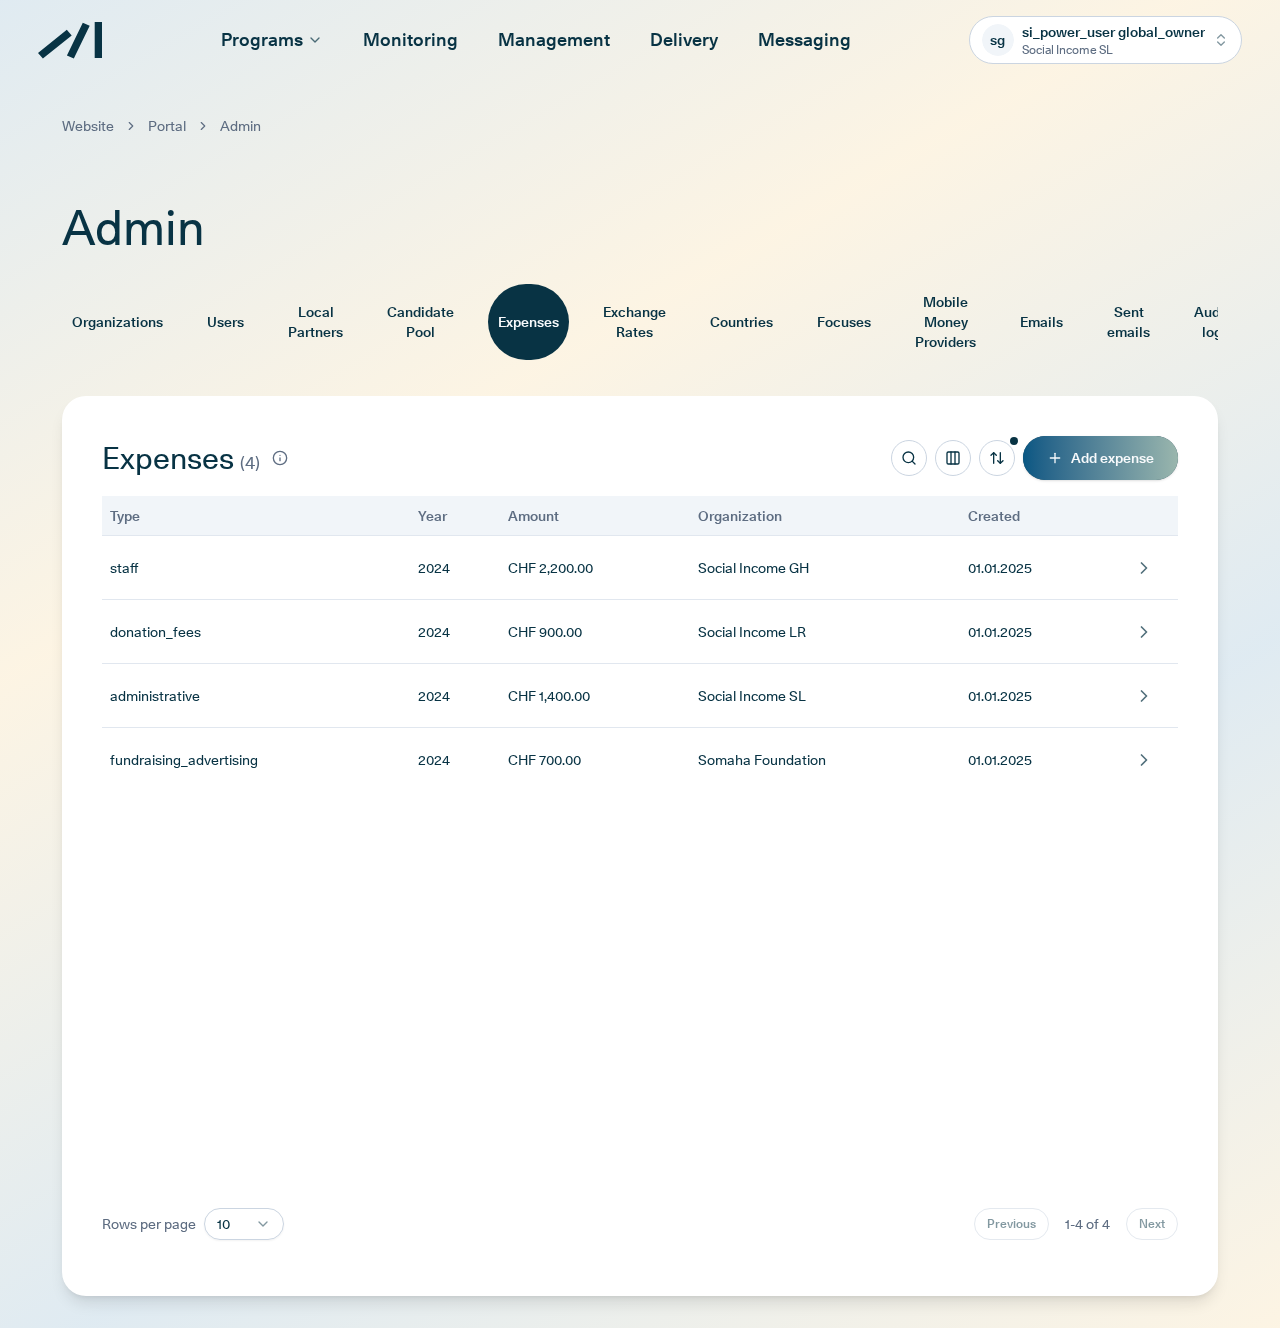 Programs Monitoring Management Delivery Messaging
sg si_power_user global_owner
Social Income SL
Website Portal Admin
Admin
Organizations Users Local Partners Candidate Pool Expenses Exchange Rates Countries Focuses Mobile Money Providers Emails Sent emails
Expenses (4) Add expense
Type Year Amount Organization Created
staff 2024 CHF 2,200.00 Social Income GH 01.01.2025
donation_fees 2024 CHF 900.00 Social Income LR 01.01.2025
administrative 2024 CHF 1,400.00 Social Income SL 01.01.2025
fundraising_advertising 2024 CHF 700.00 Somaha Foundation 01.01.2025
Rows per page 10 Previous 1-4 of 4 Next